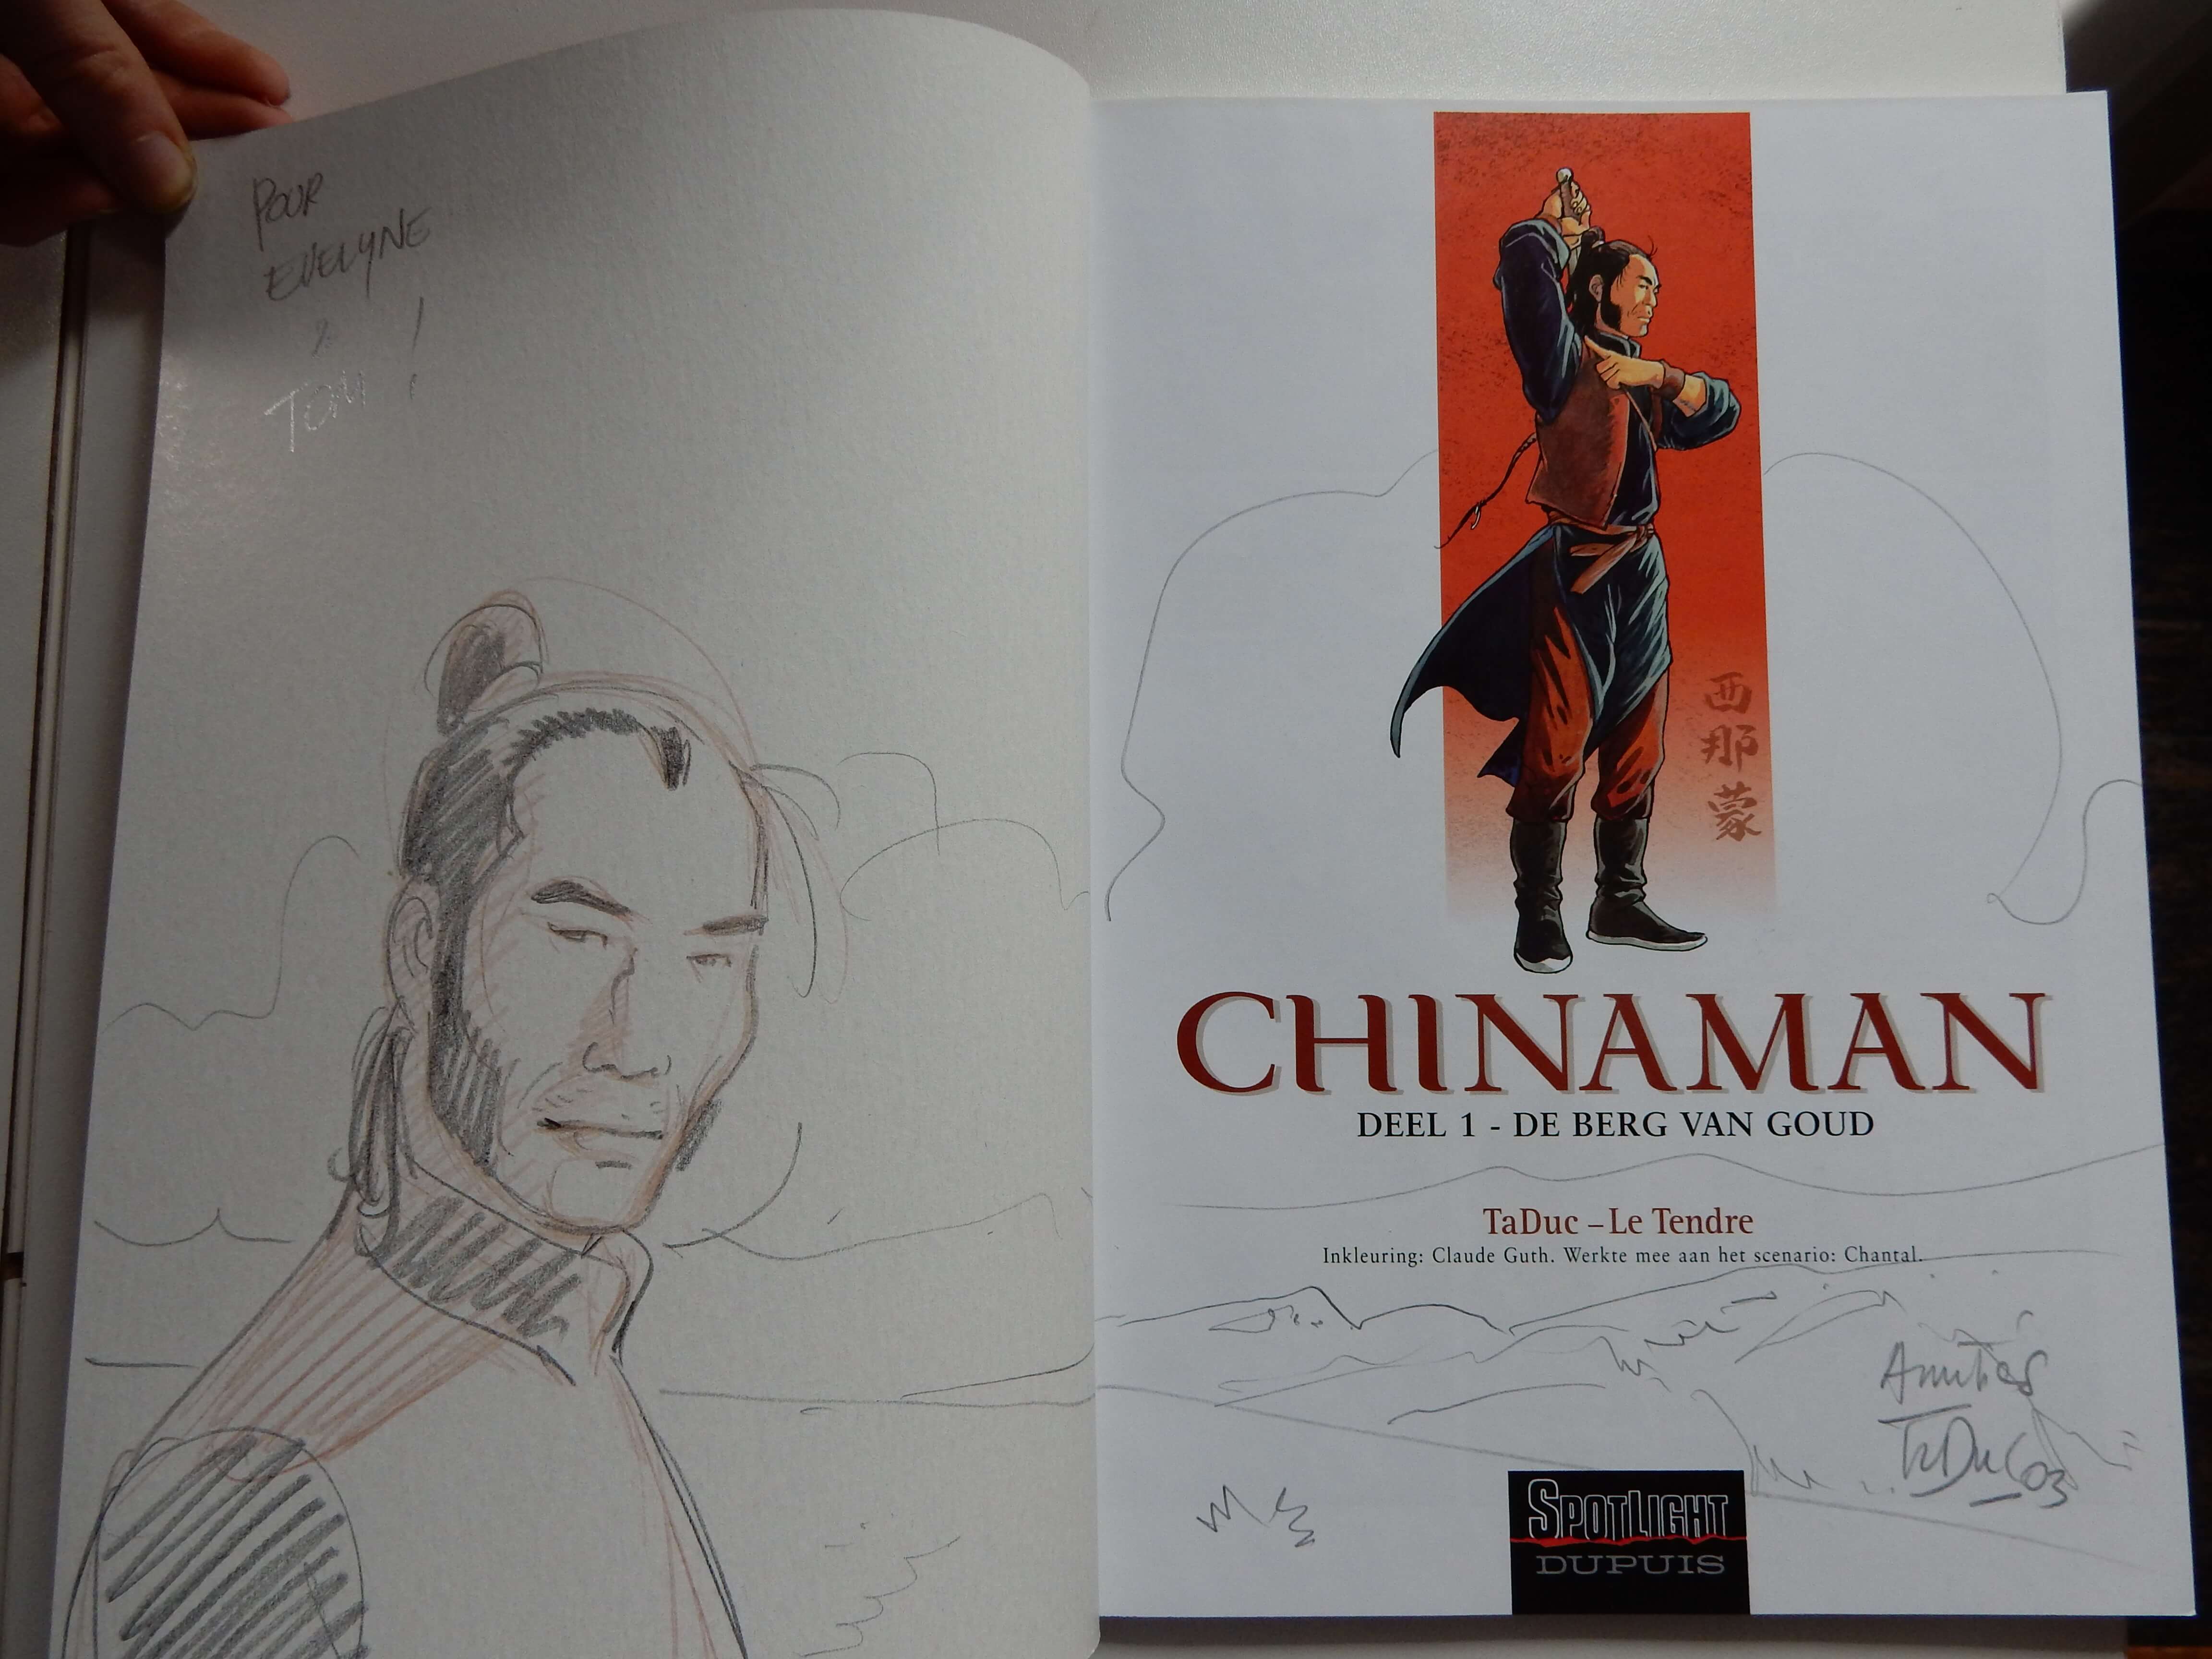 POUR
EVELYNE
&
TOM !
西
那
蒙
CHINAMAN
DEEL 1 - DE BERG VAN GOUD
TaDuc – Le Tendre
Inkleuring: Claude Guth. Werkte mee aan het scenario: Chantal.
Amitiés
TaDuc 03
SPOTLIGHT
DUPUIS